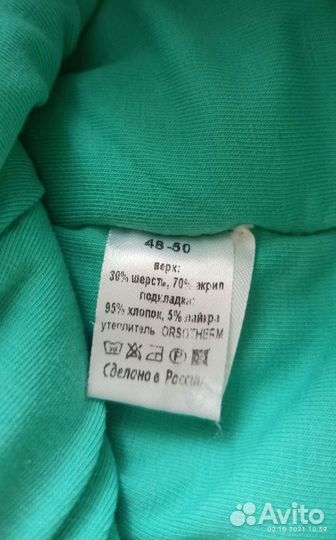 48-50
верх:
30% шерсть, 70% акрил
подкладка:
95% хлопок, 5% лайкра
утеплитель ORSOTHERM
Сделано в России
Avito
02.10.2021 10:59